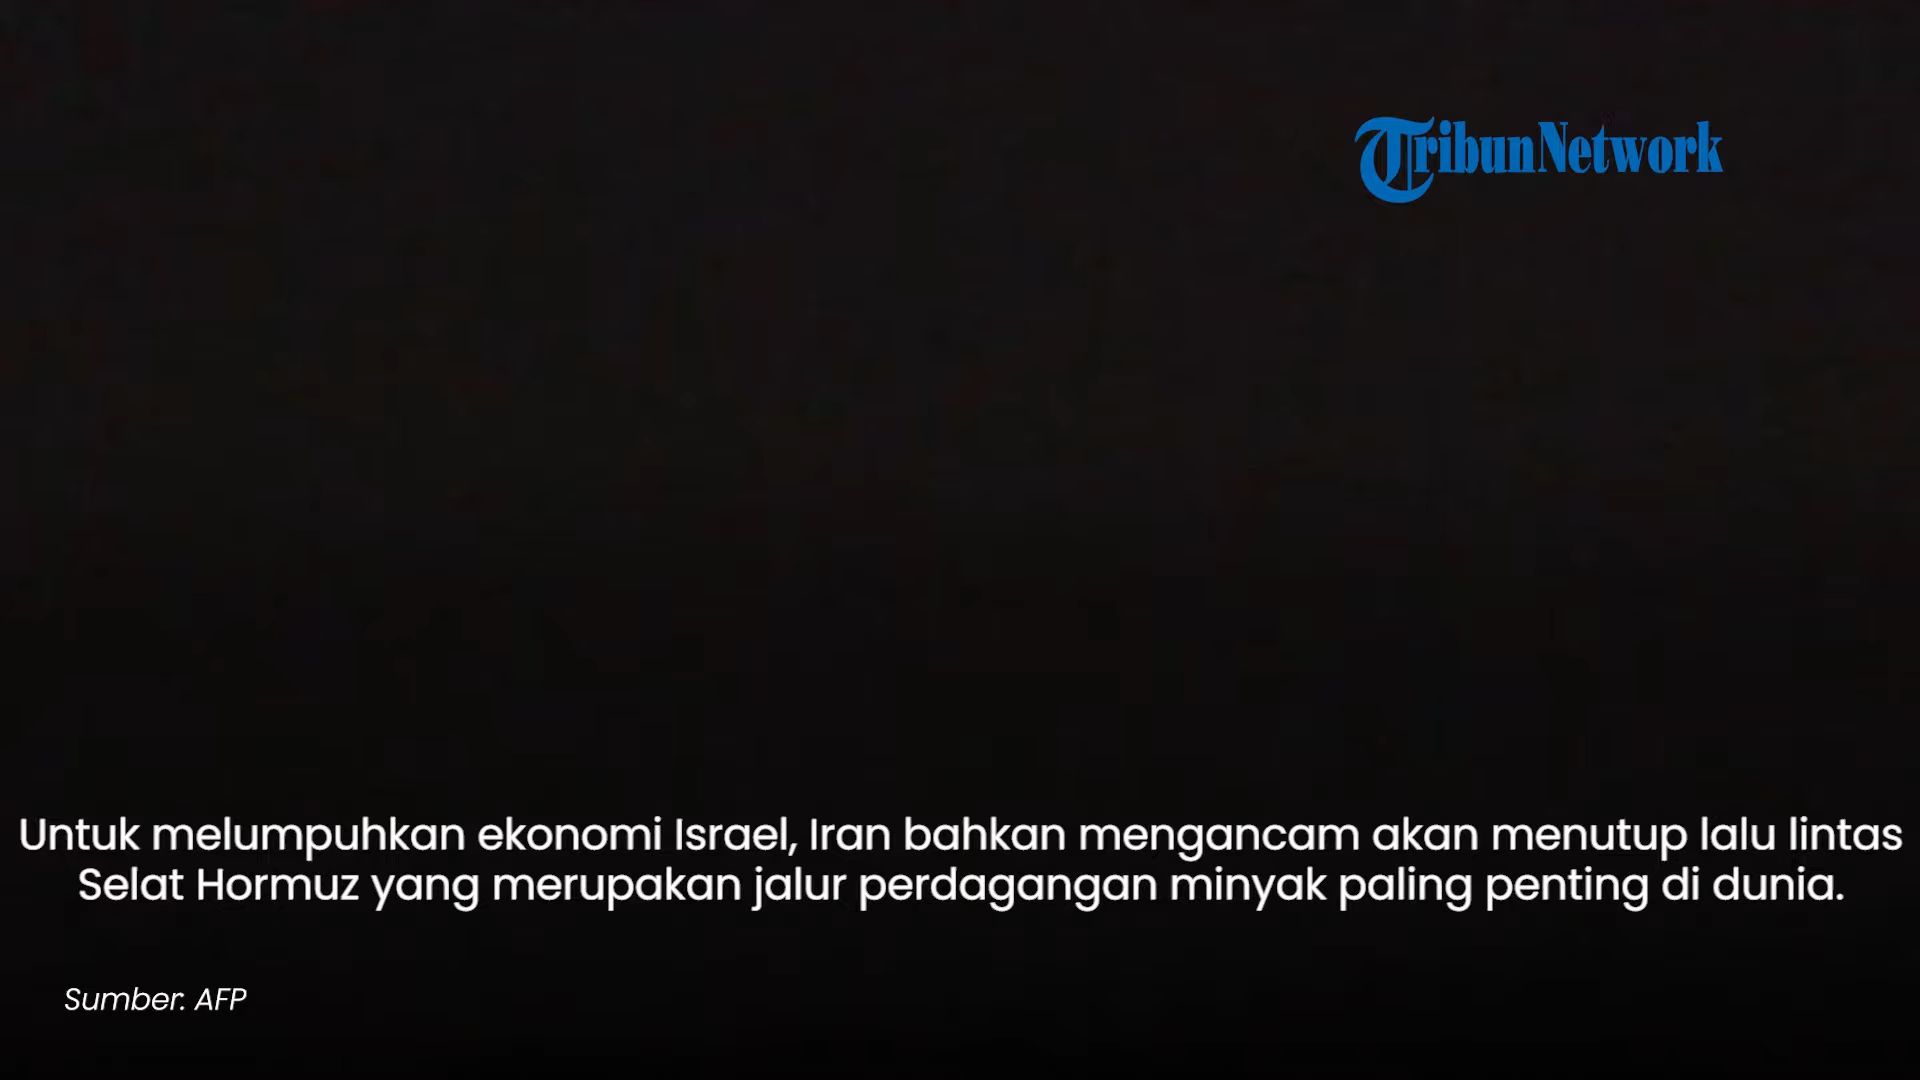 TribunNetwork
Untuk melumpuhkan ekonomi Israel, Iran bahkan mengancam akan menutup lalu lintas
Selat Hormuz yang merupakan jalur perdagangan minyak paling penting di dunia.
Sumber: AFP